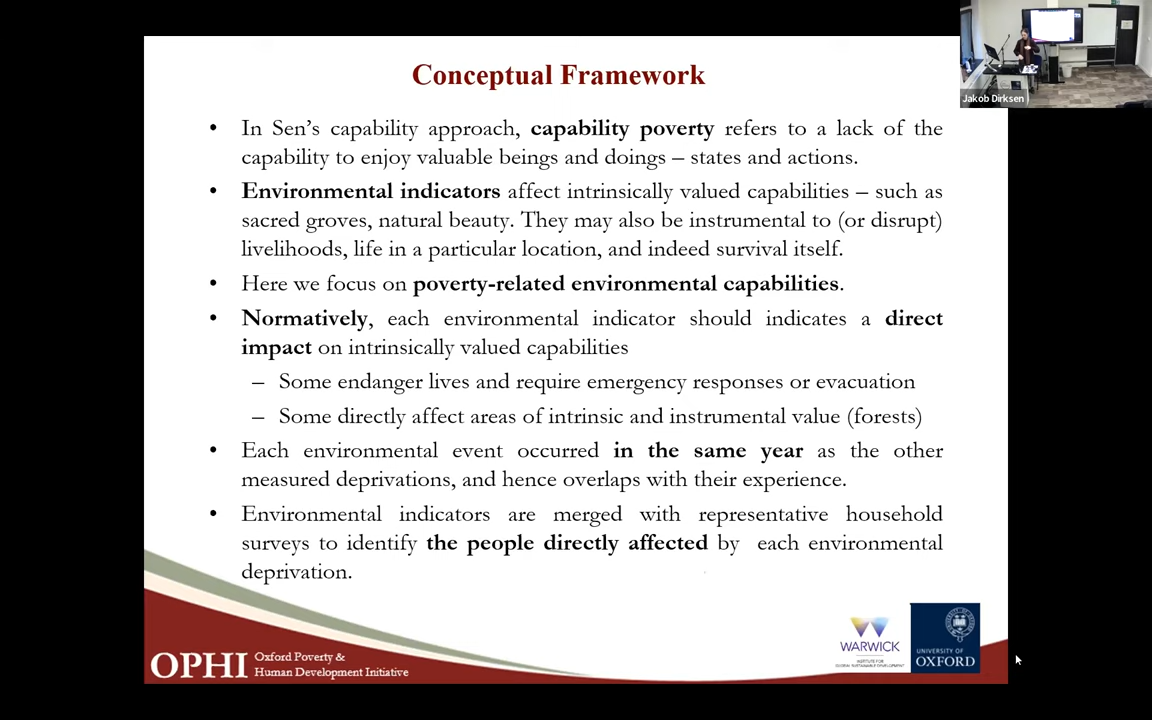 Conceptual Framework
• In Sen's capability approach, capability poverty refers to a lack of the
capability to enjoy valuable beings and doings – states and actions.
• Environmental indicators affect intrinsically valued capabilities – such as
sacred groves, natural beauty. They may also be instrumental to (or disrupt)
livelihoods, life in a particular location, and indeed survival itself.
• Here we focus on poverty-related environmental capabilities.
• Normatively, each environmental indicator should indicates a direct
impact on intrinsically valued capabilities
– Some endanger lives and require emergency responses or evacuation
– Some directly affect areas of intrinsic and instrumental value (forests)
• Each environmental event occurred in the same year as the other
measured deprivations, and hence overlaps with their experience.
• Environmental indicators are merged with representative household
surveys to identify the people directly affected by each environmental
deprivation.
Jakob Dirksen
OPHI
Oxford Poverty &
Human Development Initiative
WARWICK
INSTITUTE FOR
GLOBAL SUSTAINABLE DEVELOPMENT
UNIVERSITY OF
OXFORD